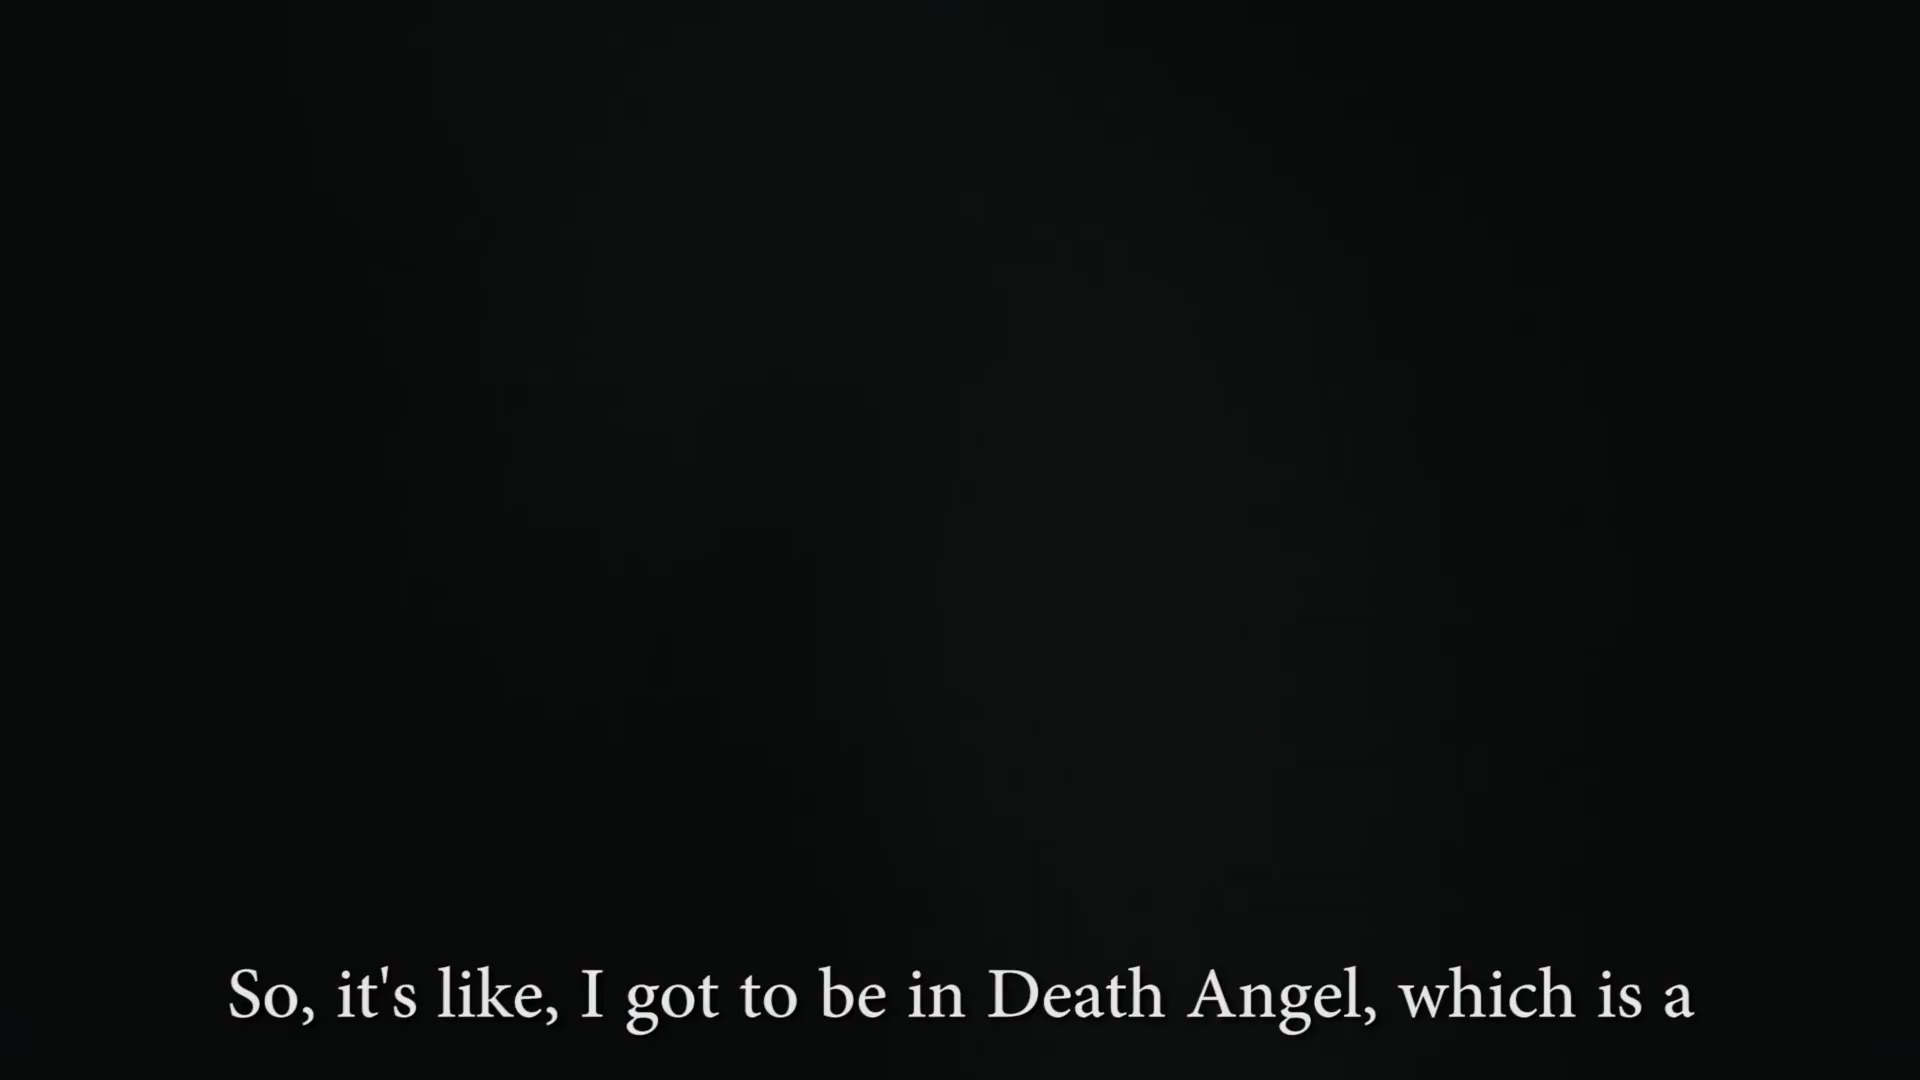 So, it's like, I got to be in Death Angel, which is a